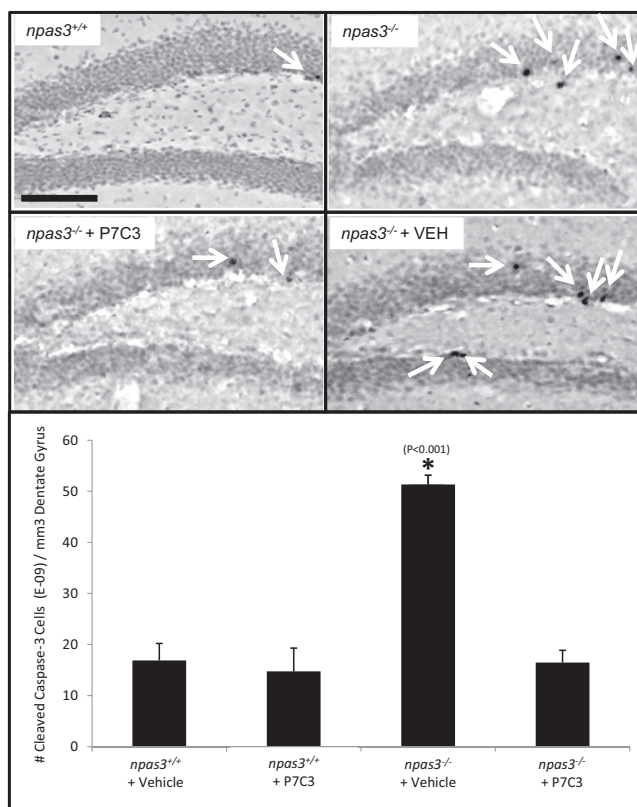 npas3+/+
npas3-/-
npas3-/- + P7C3
npas3-/- + VEH
# Cleaved Caspase-3 Cells (E-09) / mm3 Dentate Gyrus
60
50
40
30
20
10
0
(P<0.001)
*
npas3+/+
+ Vehicle
npas3+/+
+ P7C3
npas3-/-
+ Vehicle
npas3-/-
+ P7C3